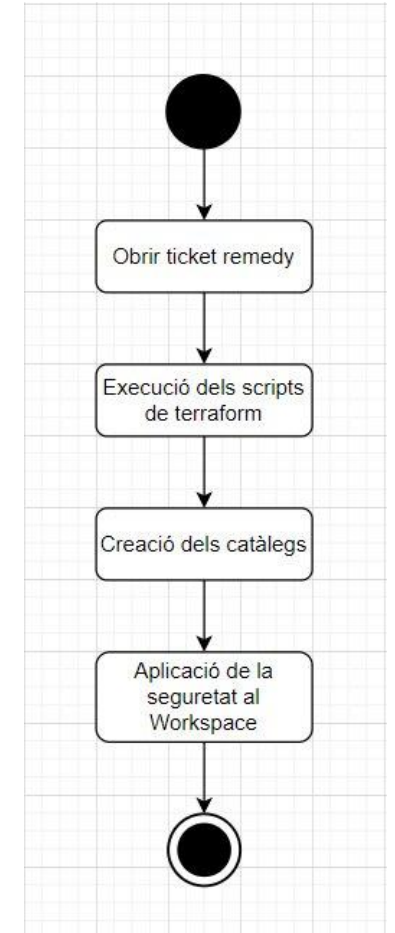 Obrir ticket remedy
Execució dels scripts
de terraform
Creació dels catàlegs
Aplicació de la
seguretat al
Workspace